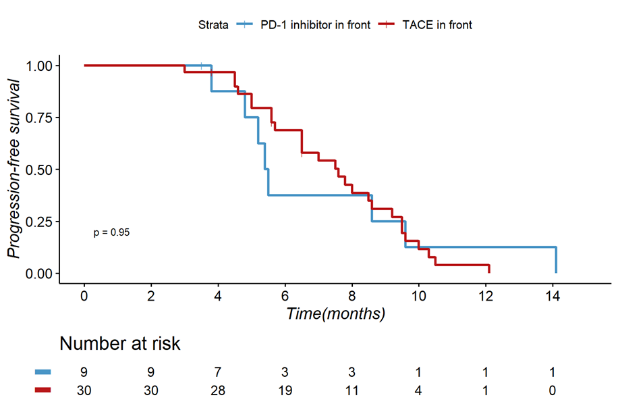 Strata PD-1 inhibitor in front TACE in front
Progression-free survival
1.00
0.75
0.50
0.25
0.00
p = 0.95
0 2 4 6 8 10 12 14
Time(months)
Number at risk
9 9 7 3 3 1 1 1
30 30 28 19 11 4 1 0